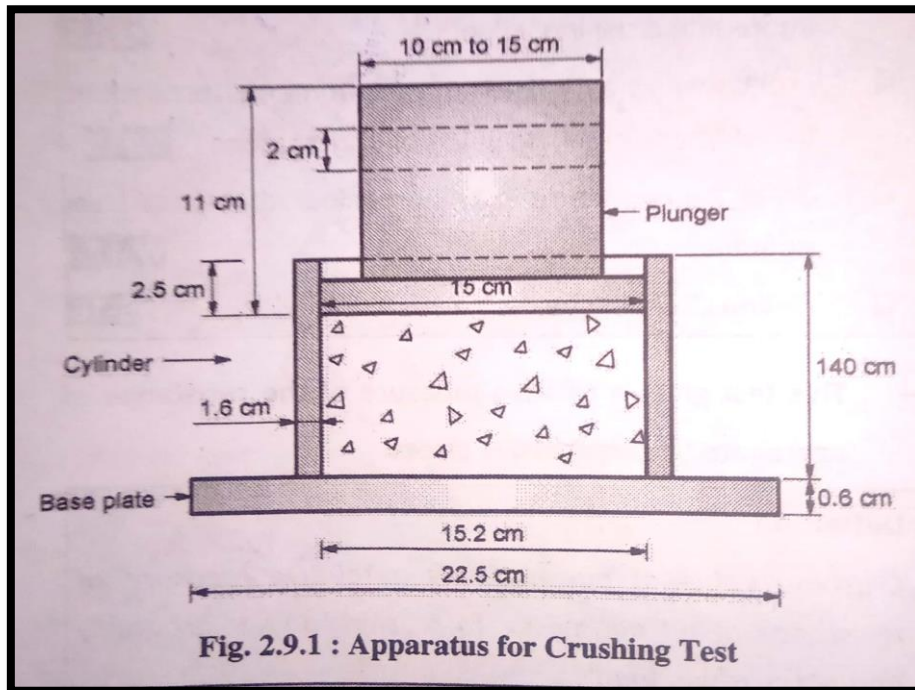 10 cm to 15 cm
2 cm
11 cm
Plunger
2.5 cm
15 cm
Cylinder
140 cm
1.6 cm
Base plate
0.6 cm
15.2 cm
22.5 cm
Fig. 2.9.1 : Apparatus for Crushing Test